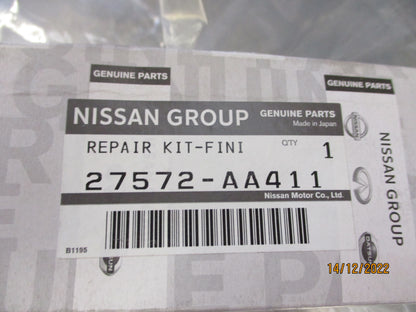 GENUINE PARTS
GENUINE PARTS
NISSAN GROUP
GENUINE PARTS
Made in Japan
REPAIR KIT-FINI
Q'TY
1
27572-AA411
Nissan Motor Co., Ltd.
B1195
NISSAN GROUP
14/12/2022